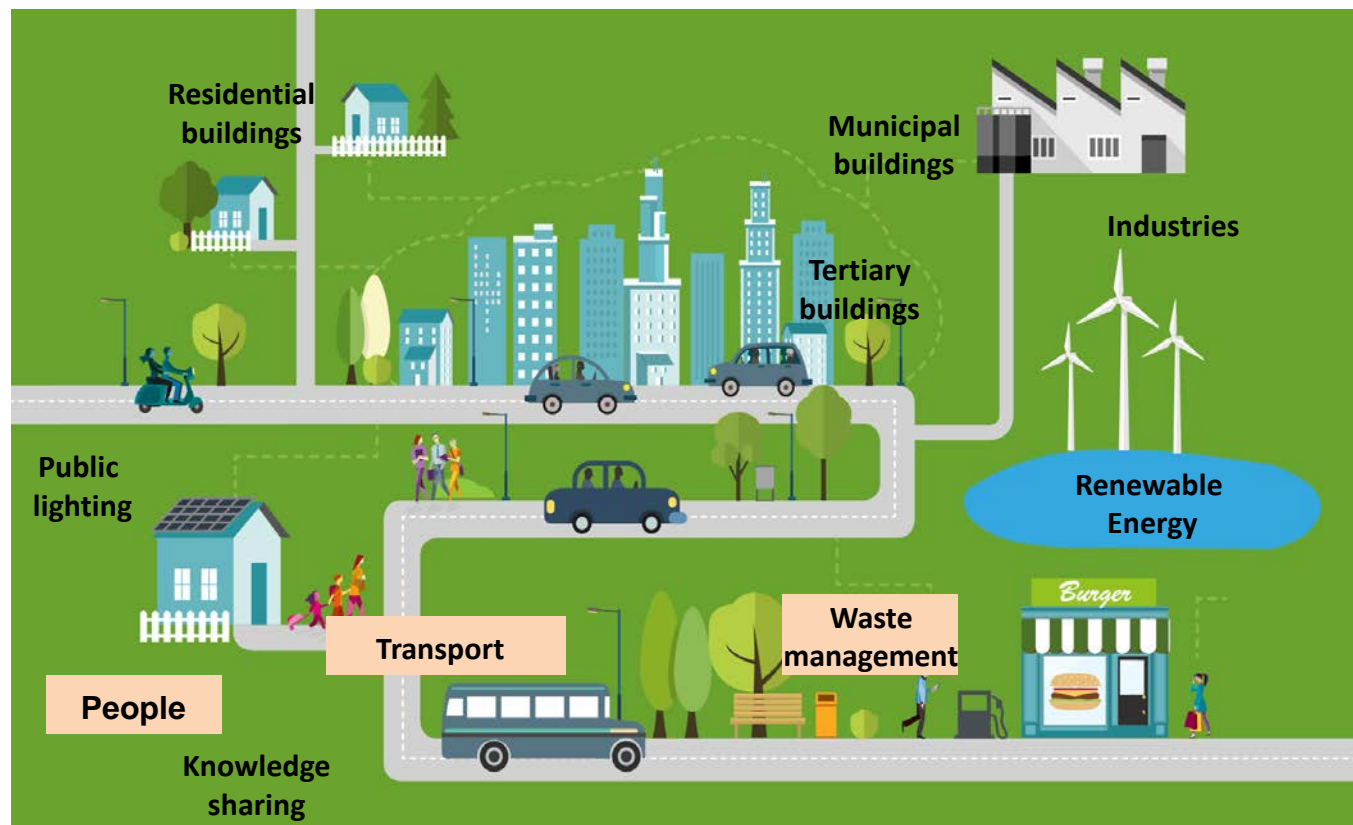 Residential
buildings
Municipal
buildings
Industries
Tertiary
buildings
Public
lighting
Renewable
Energy
Burger
Waste
management
Transport
People
Knowledge
sharing